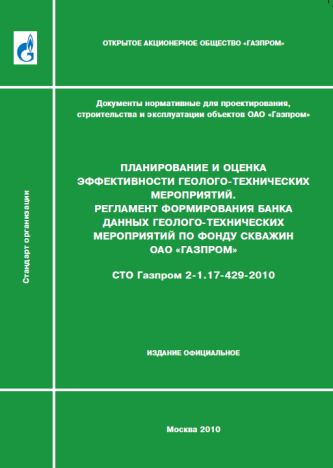 ОТКРЫТОЕ АКЦИОНЕРНОЕ ОБЩЕСТВО «ГАЗПРОМ»
Документы нормативные для проектирования,
строительства и эксплуатации объектов ОАО «Газпром»
ПЛАНИРОВАНИЕ И ОЦЕНКА
ЭФФЕКТИВНОСТИ ГЕОЛОГО-ТЕХНИЧЕСКИХ
МЕРОПРИЯТИЙ.
РЕГЛАМЕНТ ФОРМИРОВАНИЯ БАНКА
ДАННЫХ ГЕОЛОГО-ТЕХНИЧЕСКИХ
МЕРОПРИЯТИЙ ПО ФОНДУ СКВАЖИН
ОАО «ГАЗПРОМ»
СТО Газпром 2-1.17-429-2010
Стандарт организации
ИЗДАНИЕ ОФИЦИАЛЬНОЕ
Москва 2010